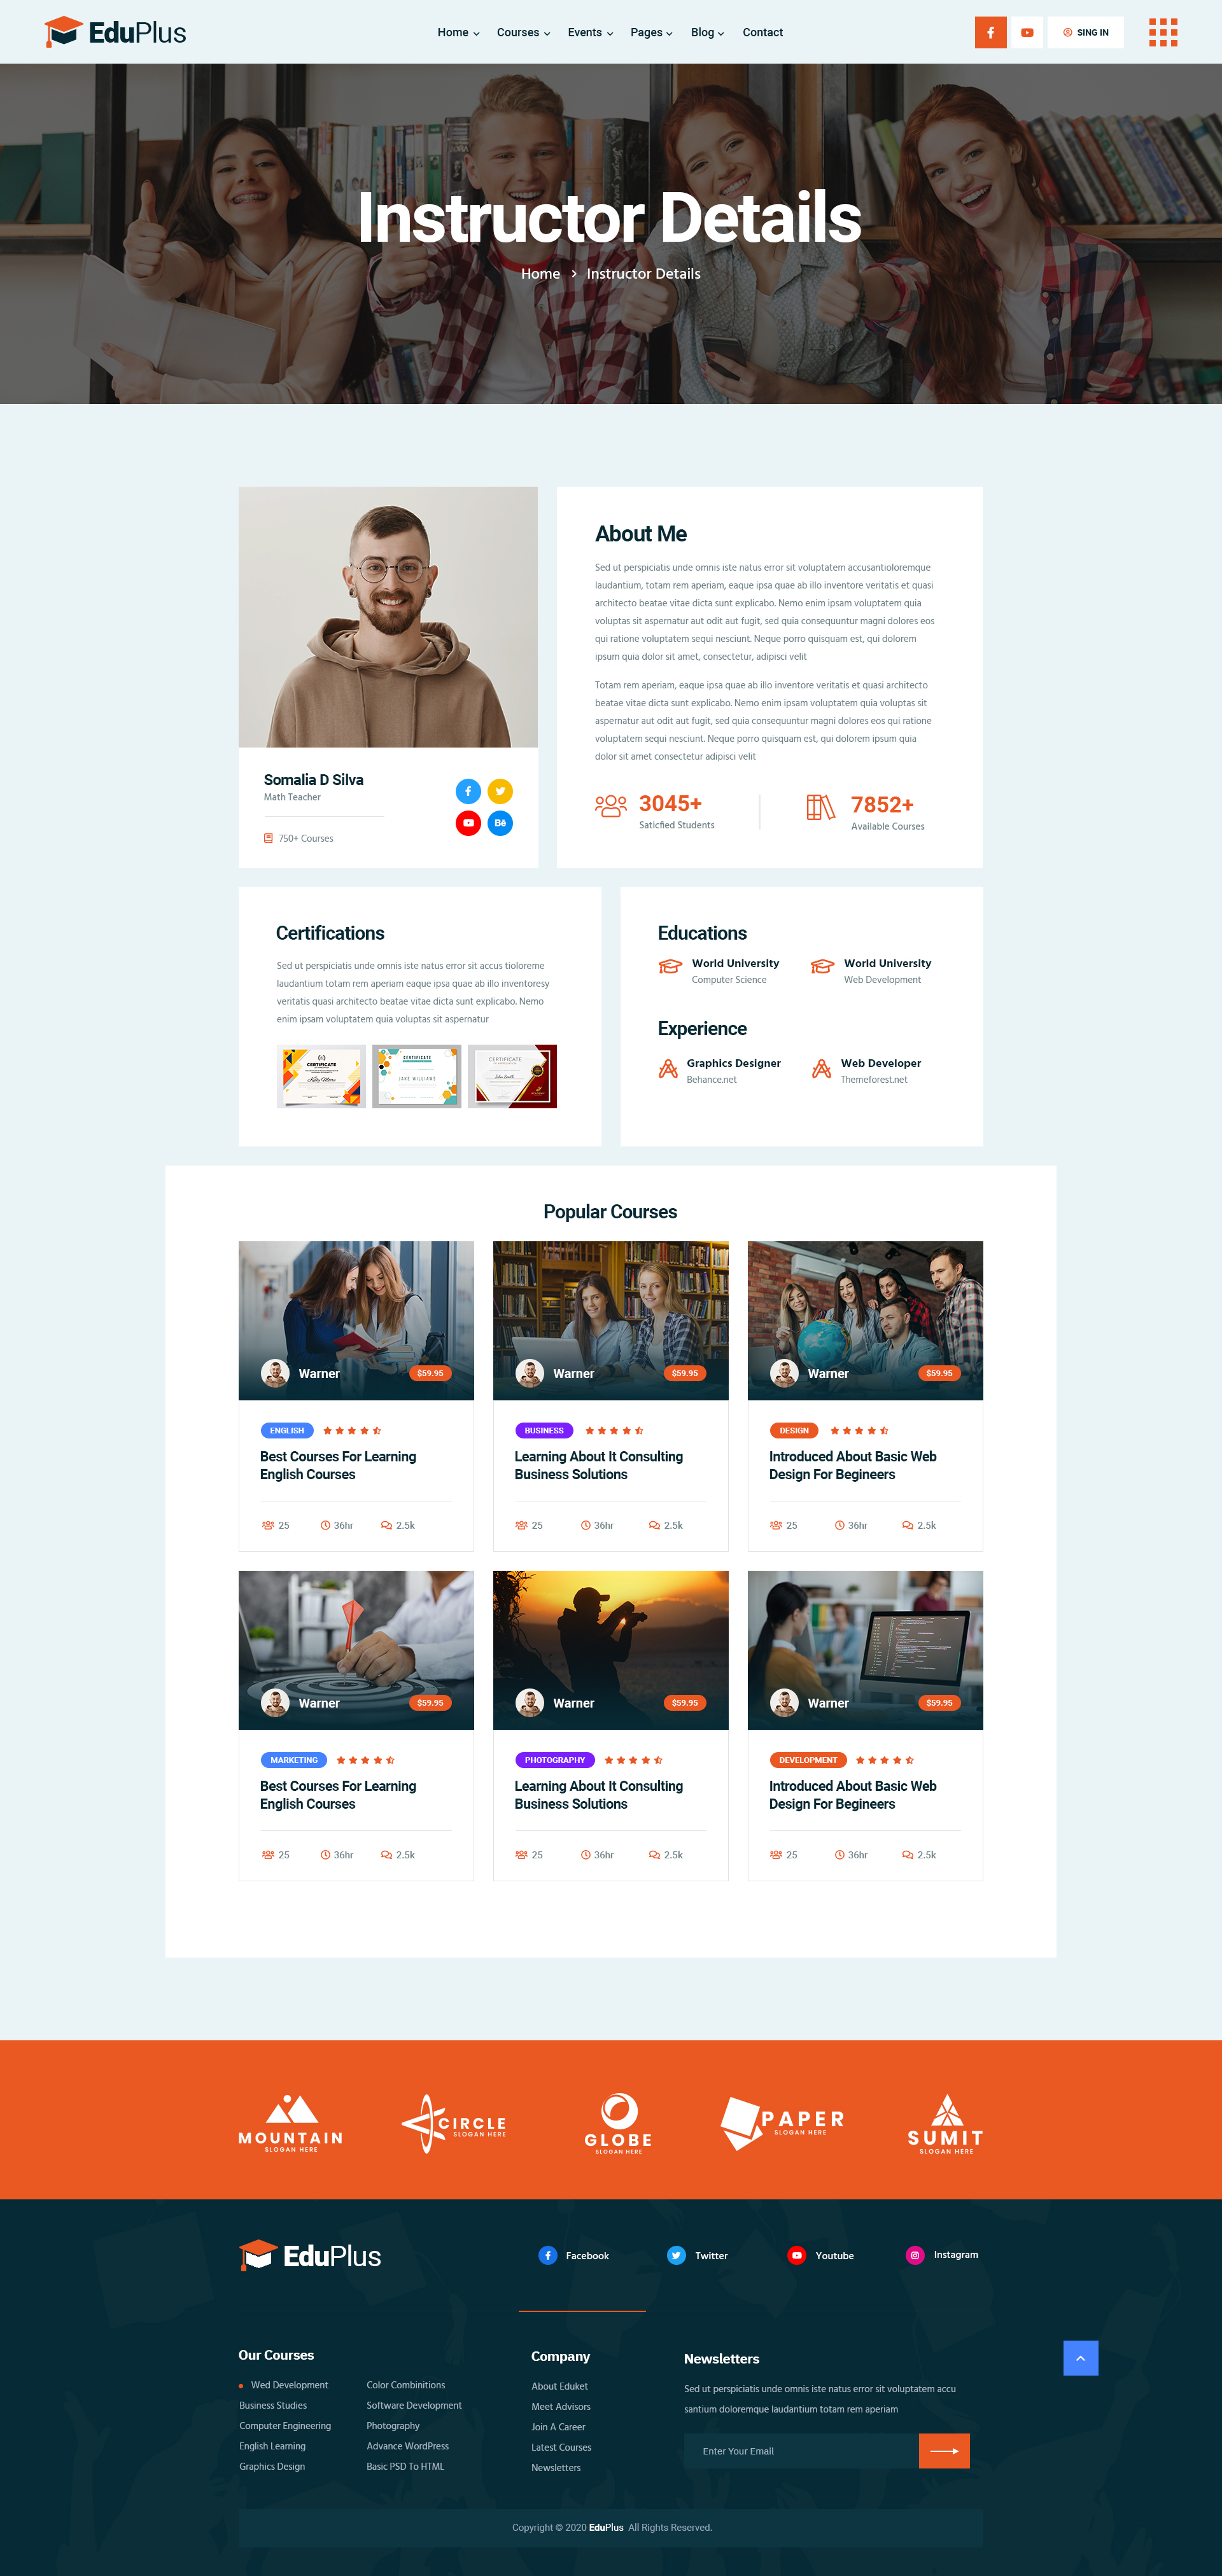 EduPlus
Home Courses Events Pages Blog Contact
SING IN
Instructor Details
Home > Instructor Details
About Me
Sed ut perspiciatis unde omnis iste natus error sit voluptatem accusantioloremque
laudantium, totam rem aperiam, eaque ipsa quae ab illo inventore veritatis et quasi
architecto beatae vitae dicta sunt explicabo. Nemo enim ipsam voluptatem quia
voluptas sit aspernatur aut odit aut fugit, sed quia consequuntur magni dolores eos
qui ratione voluptatem sequi nesciunt. Neque porro quisquam est, qui dolorem
ipsum quia dolor sit amet, consectetur, adipisci velit
Totam rem aperiam, eaque ipsa quae ab illo inventore veritatis et quasi architecto
beatae vitae dicta sunt explicabo. Nemo enim ipsam voluptatem quia voluptas sit
aspernatur aut odit aut fugit, sed quia consequuntur magni dolores eos qui ratione
voluptatem sequi nesciunt. Neque porro quisquam est, qui dolorem ipsum quia
dolor sit amet consectetur adipisci velit
3045+
Saticfied Students
7852+
Available Courses
Somalia D Silva
Math Teacher
750+ Courses
Bē
Certifications
Sed ut perspiciatis unde omnis iste natus error sit accus tioloreme
laudantium totam rem aperiam eaque ipsa quae ab illo inventoresy
veritatis quasi architecto beatae vitae dicta sunt explicabo. Nemo
enim ipsam voluptatem quia voluptas sit aspernatur
CERTIFICATE
CERTIFICATE
JAKE WILLIAMS
CERTIFICATE
Educations
World University
Computer Science
World University
Web Development
Experience
Graphics Designer
Behance.net
Web Developer
Themeforest.net
Popular Courses
Warner $59.95
ENGLISH
Best Courses For Learning
English Courses
25 36hr 2.5k
Warner $59.95
BUSINESS
Learning About It Consulting
Business Solutions
25 36hr 2.5k
Warner $59.95
DESIGN
Introduced About Basic Web
Design For Begineers
25 36hr 2.5k
Warner $59.95
MARKETING
Best Courses For Learning
English Courses
25 36hr 2.5k
Warner $59.95
PHOTOGRAPHY
Learning About It Consulting
Business Solutions
25 36hr 2.5k
Warner $59.95
DEVELOPMENT
Introduced About Basic Web
Design For Begineers
25 36hr 2.5k
MOUNTAIN
SLOGAN HERE
CIRCLE
SLOGAN HERE
GLOBE
SLOGAN HERE
PAPER
SLOGAN HERE
SUMIT
SLOGAN HERE
EduPlus
Facebook Twitter Youtube Instagram
Our Courses
Wed Development
Business Studies
Computer Engineering
English Learning
Graphics Design
Color Combinitions
Software Development
Photography
Advance WordPress
Basic PSD To HTML
Company
About Eduket
Meet Advisors
Join A Career
Latest Courses
Newsletters
Newsletters
Sed ut perspiciatis unde omnis iste natus error sit voluptatem accu
santium doloremque laudantium totam rem aperiam
Enter Your Email
Copyright © 2020 EduPlus All Rights Reserved.